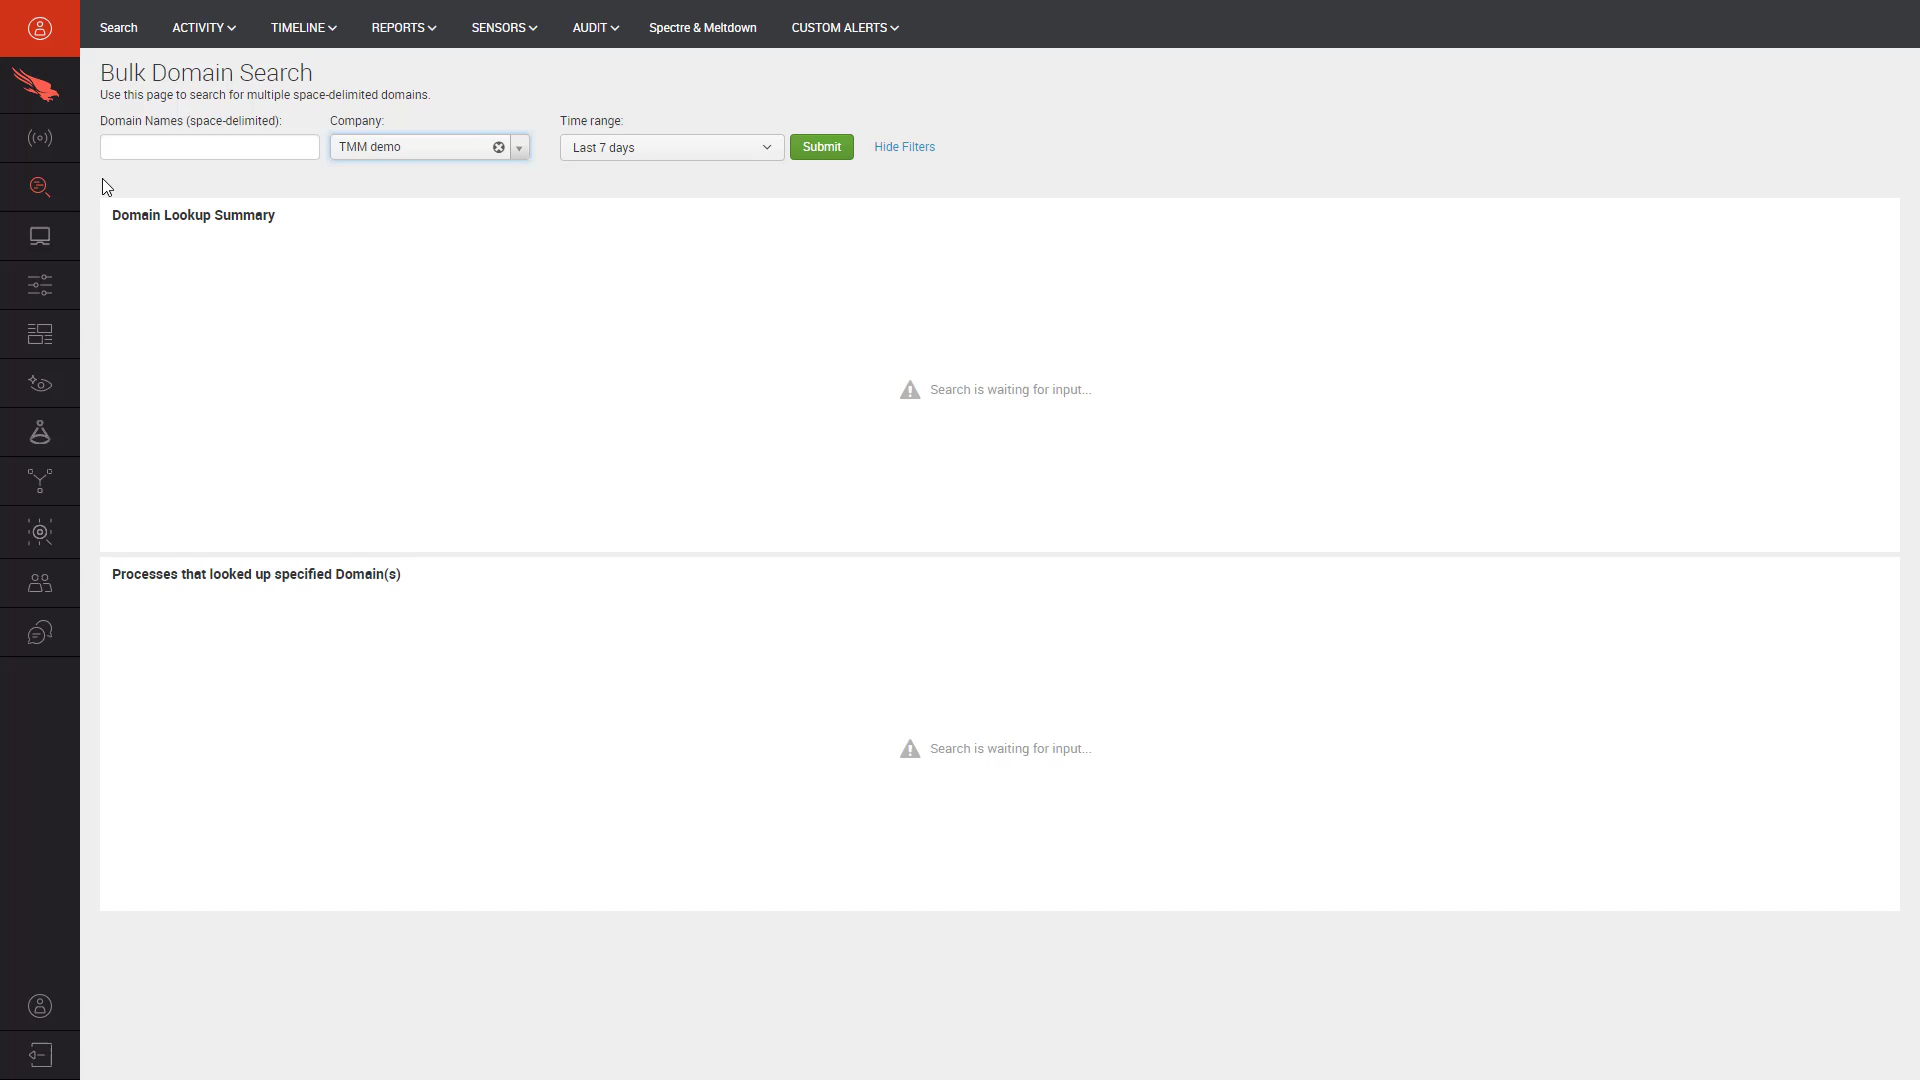 Search ACTIVITY TIMELINE REPORTS SENSORS AUDIT Spectre & Meltdown CUSTOM ALERTS
Bulk Domain Search
Use this page to search for multiple space-delimited domains.
Domain Names (space-delimited): Company: Time range:
TMM demo Last 7 days Submit Hide Filters
Domain Lookup Summary
Search is waiting for input...
Processes that looked up specified Domain(s)
Search is waiting for input...